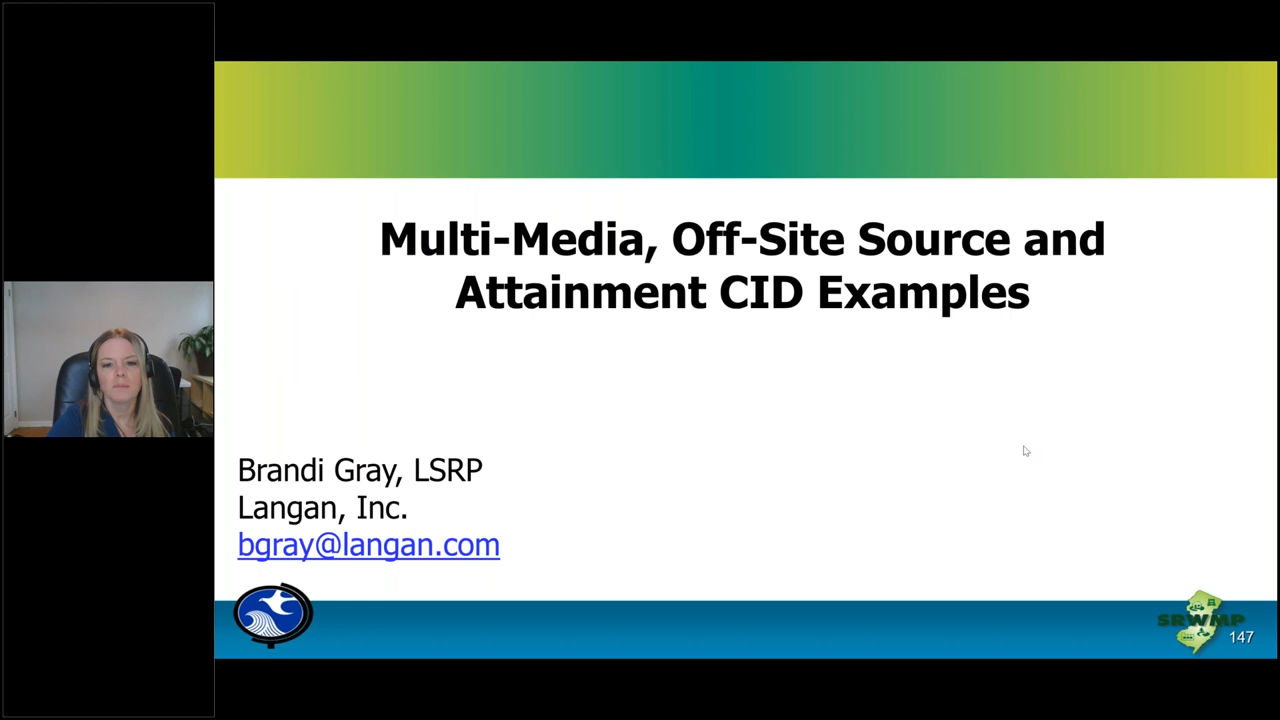 Multi-Media, Off-Site Source and
Attainment CID Examples
Brandi Gray, LSRP
Langan, Inc.
bgray@langan.com
SRWMP
147